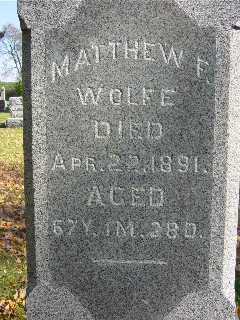 MATTHEW F.
WOLFE
DIED
APR. 22, 1891.
AGED
67Y. 1M. 28D.